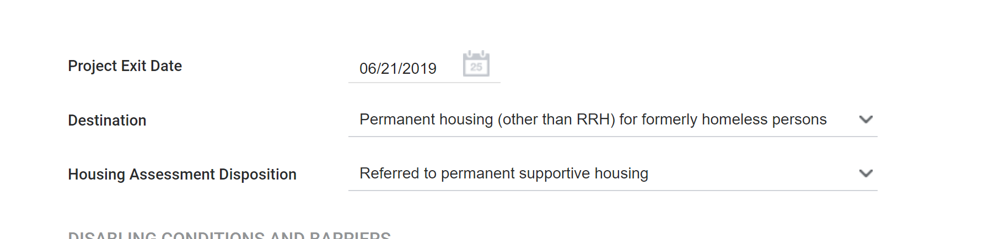 Project Exit Date 06/21/2019 25
Destination Permanent housing (other than RRH) for formerly homeless persons
Housing Assessment Disposition Referred to permanent supportive housing
DISABLING CONDITIONS AND BARRIERS